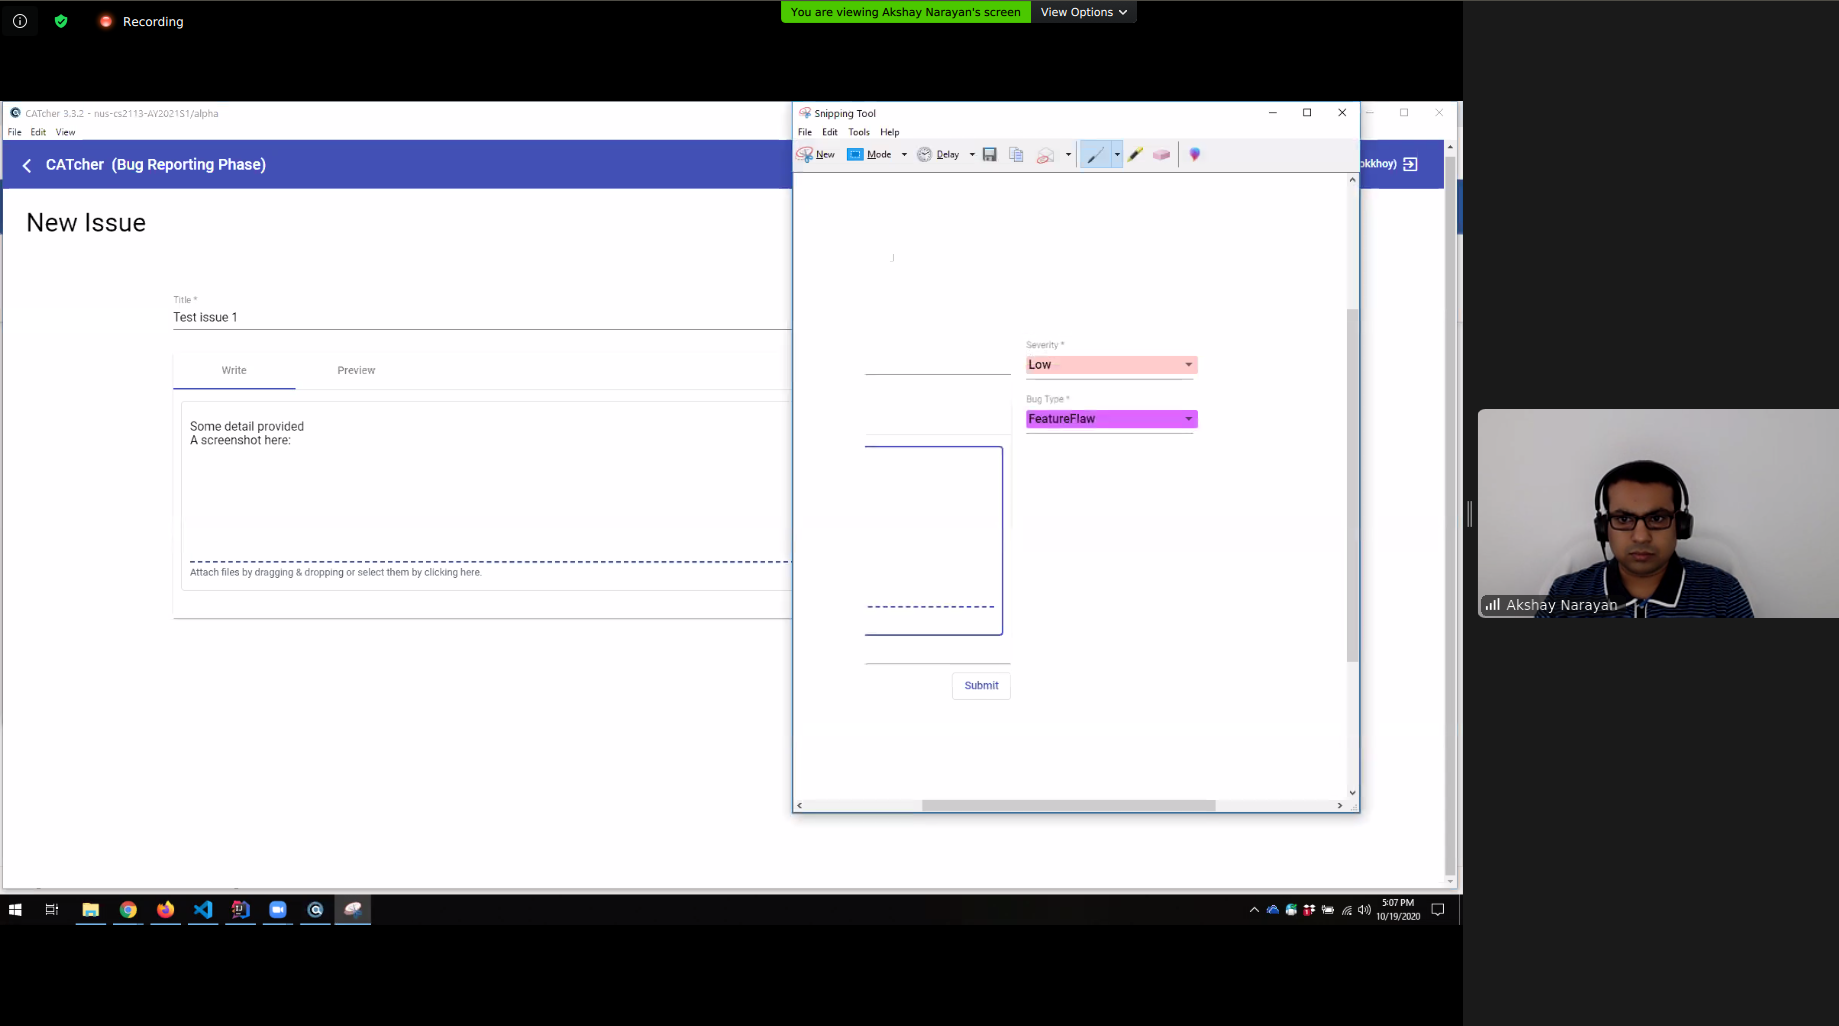 Recording
You are viewing Akshay Narayan's screen
View Options
CATcher 3.3.2 - nus-cs2113-AY2021S1/alpha
File Edit View
CATcher (Bug Reporting Phase)
New Issue
Title *
Test issue 1
Write Preview
Some detail provided
A screenshot here:
Attach files by dragging & dropping or select them by clicking here.
Snipping Tool
File Edit Tools Help
New Mode Delay
okkhoy)
Severity *
Low
Bug Type *
FeatureFlaw
Submit
Akshay Narayan
5:07 PM
10/19/2020